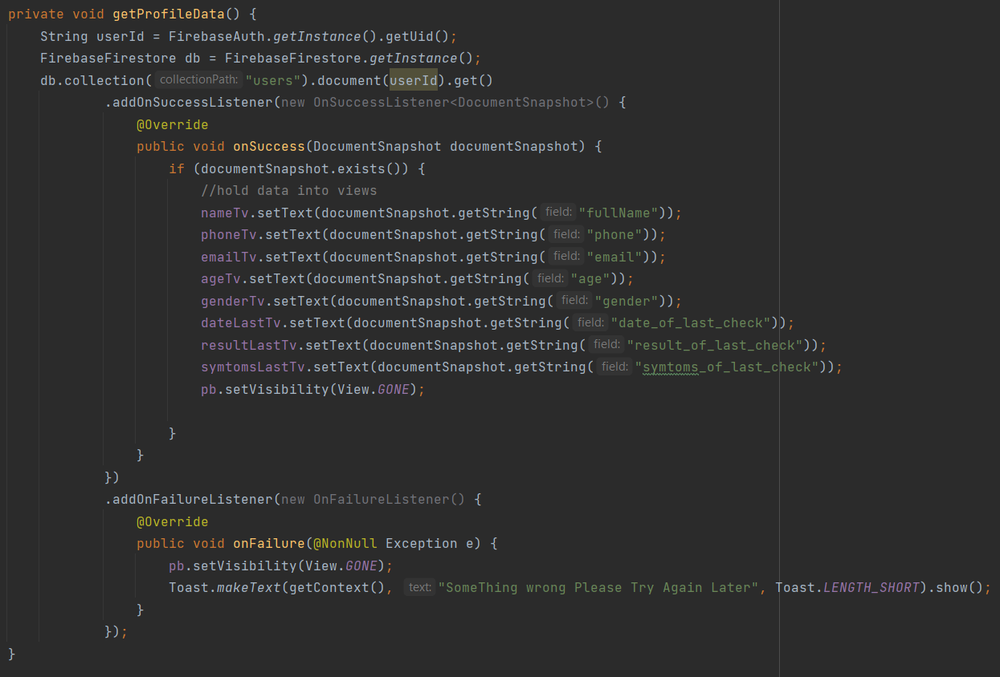 private void getProfileData() {
String userId = FirebaseAuth.getInstance().getUid();
FirebaseFirestore db = FirebaseFirestore.getInstance();
db.collection( collectionPath: "users").document(userId).get()
.addOnSuccessListener(new OnSuccessListener<DocumentSnapshot>() {
@Override
public void onSuccess(DocumentSnapshot documentSnapshot) {
if (documentSnapshot.exists()) {
//hold data into views
nameTv.setText(documentSnapshot.getString( field: "fullName"));
phoneTv.setText(documentSnapshot.getString( field: "phone"));
emailTv.setText(documentSnapshot.getString( field: "email"));
ageTv.setText(documentSnapshot.getString( field: "age"));
genderTv.setText(documentSnapshot.getString( field: "gender"));
dateLastTv.setText(documentSnapshot.getString( field: "date_of_last_check"));
resultLastTv.setText(documentSnapshot.getString( field: "result_of_last_check"));
symtomsLastTv.setText(documentSnapshot.getString( field: "symtoms_of_last_check"));
pb.setVisibility(View.GONE);
}
}
})
.addOnFailureListener(new OnFailureListener() {
@Override
public void onFailure(@NonNull Exception e) {
pb.setVisibility(View.GONE);
Toast.makeText(getContext(), text: "SomeThing wrong Please Try Again Later", Toast.LENGTH_SHORT).show();
}
});
}